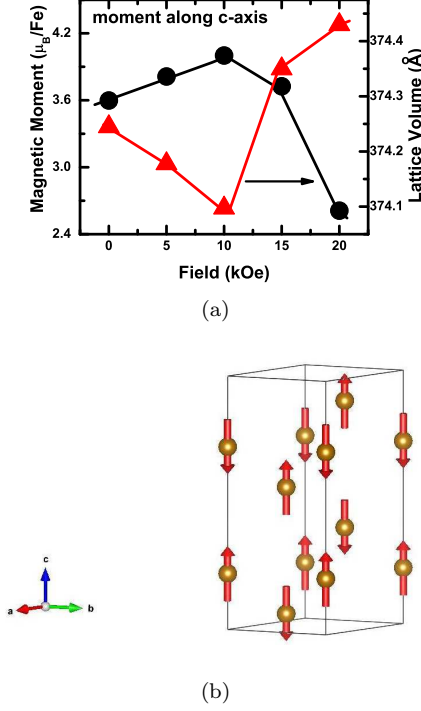 moment along c-axis
Magnetic Moment (μB/Fe)
4.2
3.6
3.0
2.4
374.4
374.3
374.2
374.1
Lattice Volume (Å)
0 5 10 15 20
Field (kOe)
(a)
c
a
b
(b)